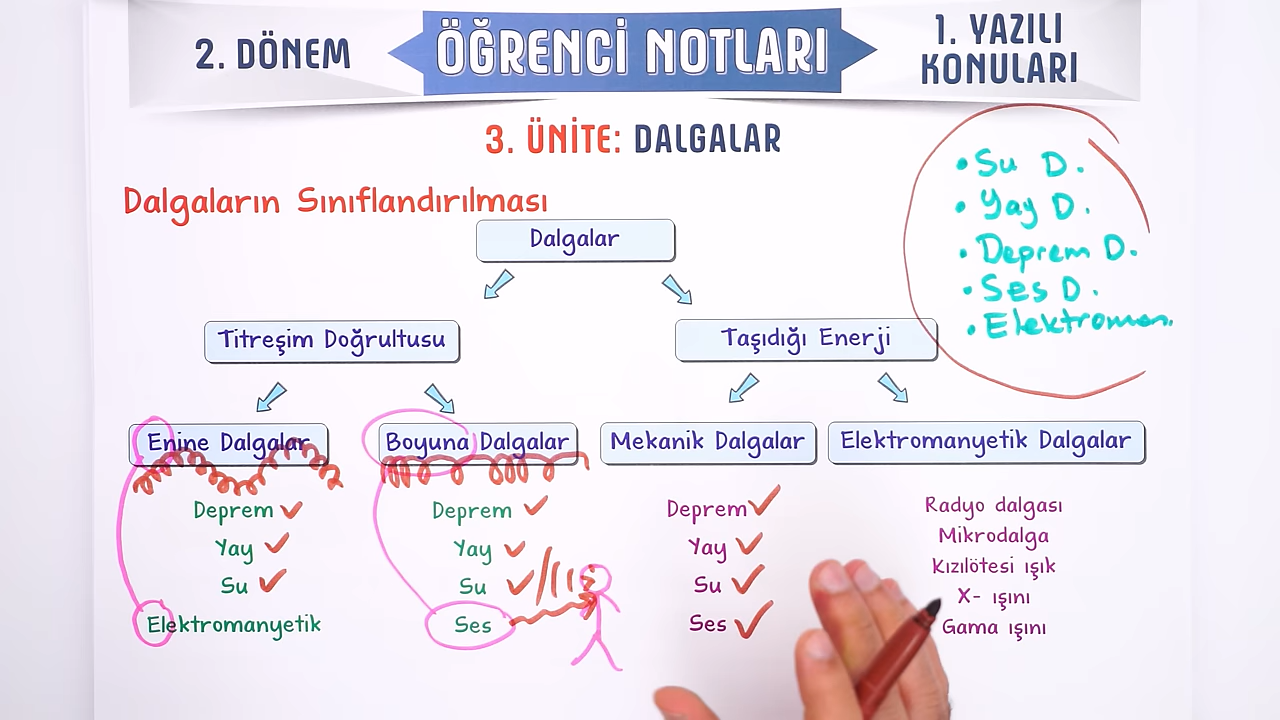 2. DÖNEM
ÖĞRENCİ NOTLARI
1. YAZILI
KONULARI
3. ÜNİTE: DALGALAR
Dalgaların Sınıflandırılması
Dalgalar
• Su D.
• Yay D.
• Deprem D.
• Ses D.
• Elektroman.
Titreşim Doğrultusu
Taşıdığı Enerji
Enine Dalgalar
Boyuna Dalgalar
Mekanik Dalgalar
Elektromanyetik Dalgalar
Deprem
Yay
Su
Elektromanyetik
Deprem
Yay
Su
Ses
Deprem
Yay
Su
Ses
Radyo dalgası
Mikrodalga
Kızılötesi ışık
X- ışını
Gama ışını